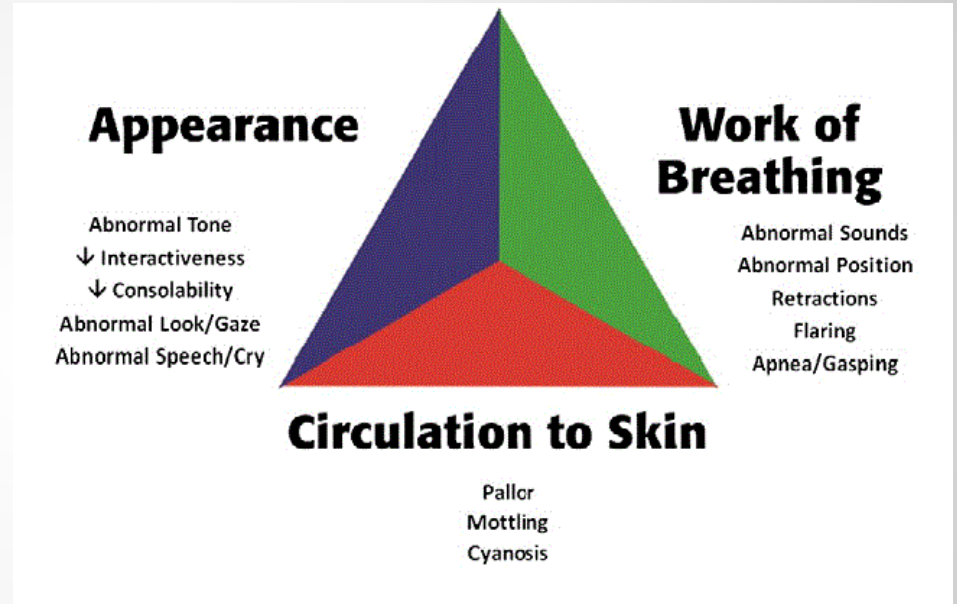 Appearance
Abnormal Tone
↓ Interactiveness
↓ Consolability
Abnormal Look/Gaze
Abnormal Speech/Cry
Work of
Breathing
Abnormal Sounds
Abnormal Position
Retractions
Flaring
Apnea/Gasping
Circulation to Skin
Pallor
Mottling
Cyanosis